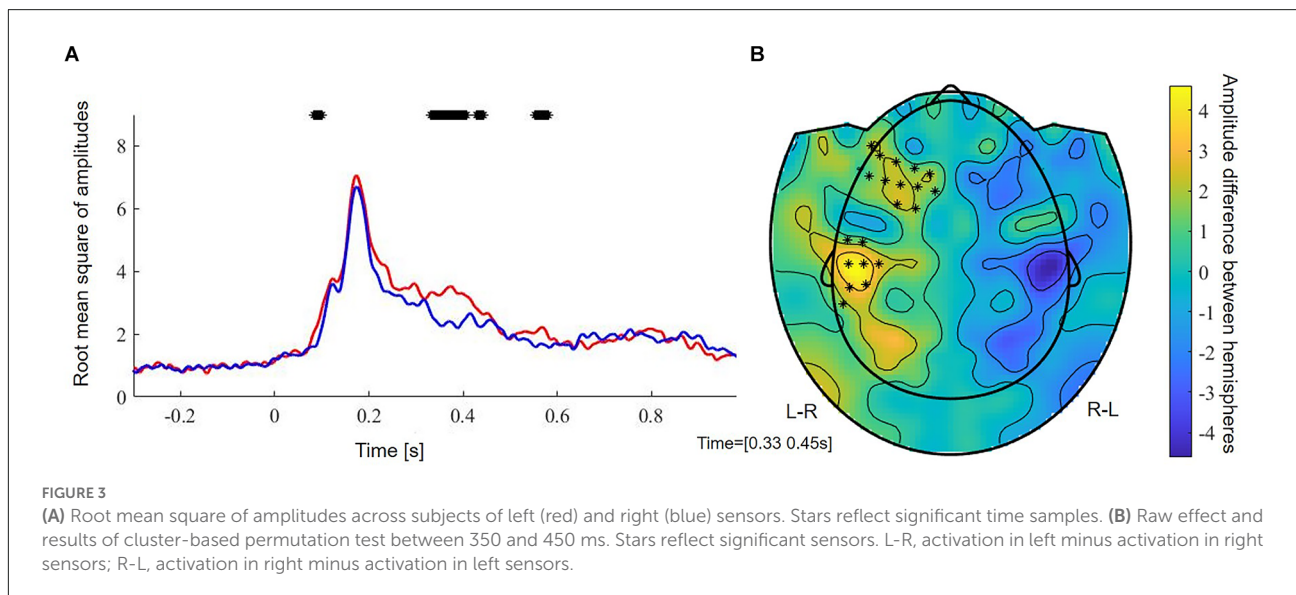 A
B
Root mean square of amplitudes
8
6
4
2
0
-0.2
0
0.2
0.4
0.6
0.8
Time [s]
L-R
R-L
Time=[0.33 0.45s]
4
3
2
1
0
-1
-2
-3
-4
Amplitude difference between hemispheres
FIGURE 3
(A) Root mean square of amplitudes across subjects of left (red) and right (blue) sensors. Stars reflect significant time samples. (B) Raw effect and
results of cluster-based permutation test between 350 and 450 ms. Stars reflect significant sensors. L-R, activation in left minus activation in right
sensors; R-L, activation in right minus activation in left sensors.